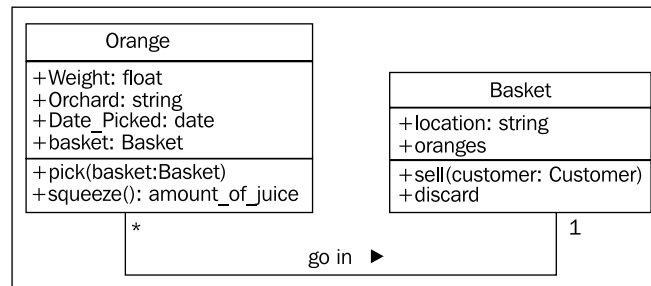 Orange
+Weight: float
+Orchard: string
+Date_Picked: date
+basket: Basket
+pick(basket:Basket)
+squeeze(): amount_of_juice
Basket
+location: string
+oranges
+sell(customer: Customer)
+discard
*
1
go in ►